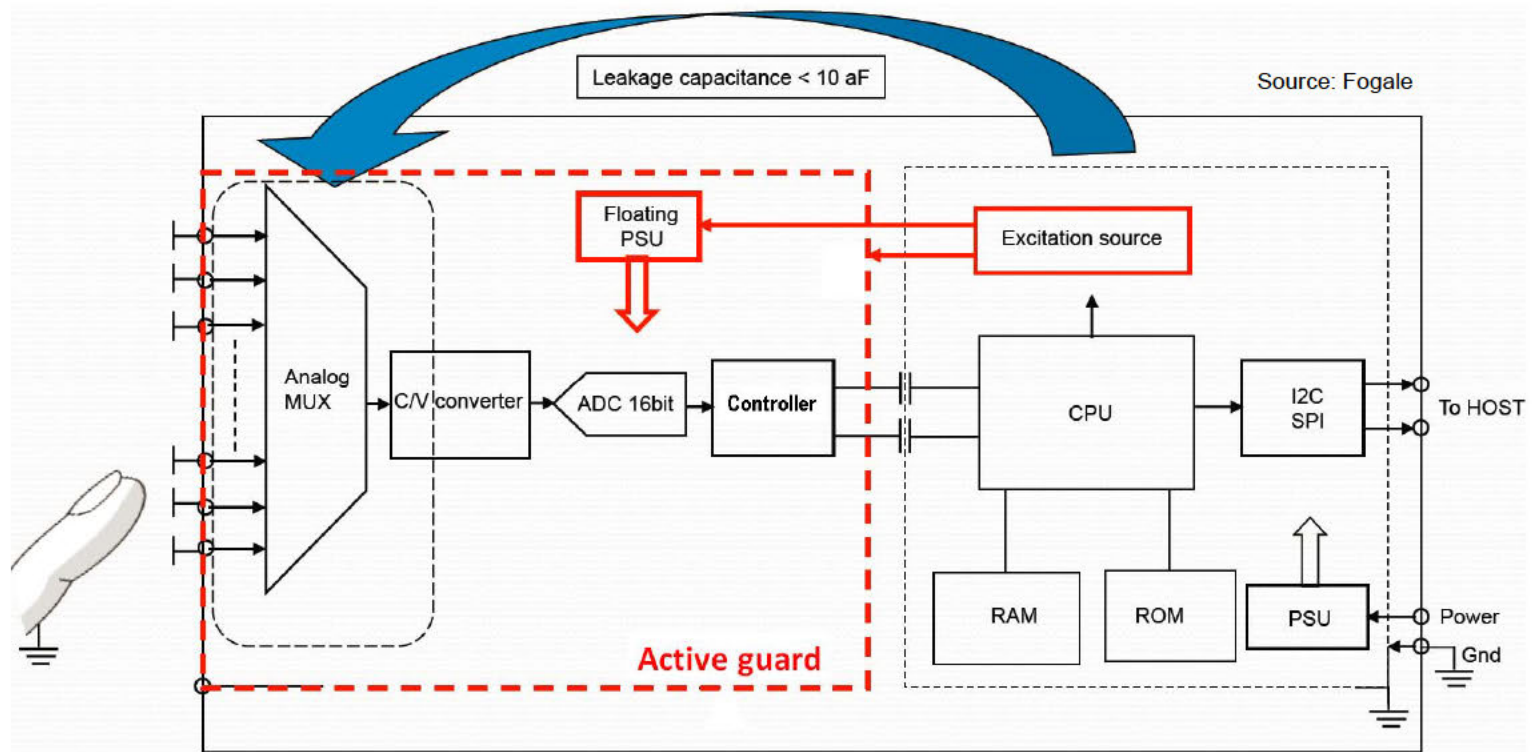 Leakage capacitance < 10 aF
Source: Fogale
Floating
PSU
Excitation source
Analog
MUX
C/V converter
ADC 16bit
Controller
CPU
I2C
SPI
To HOST
RAM
ROM
PSU
Power
Gnd
Active guard